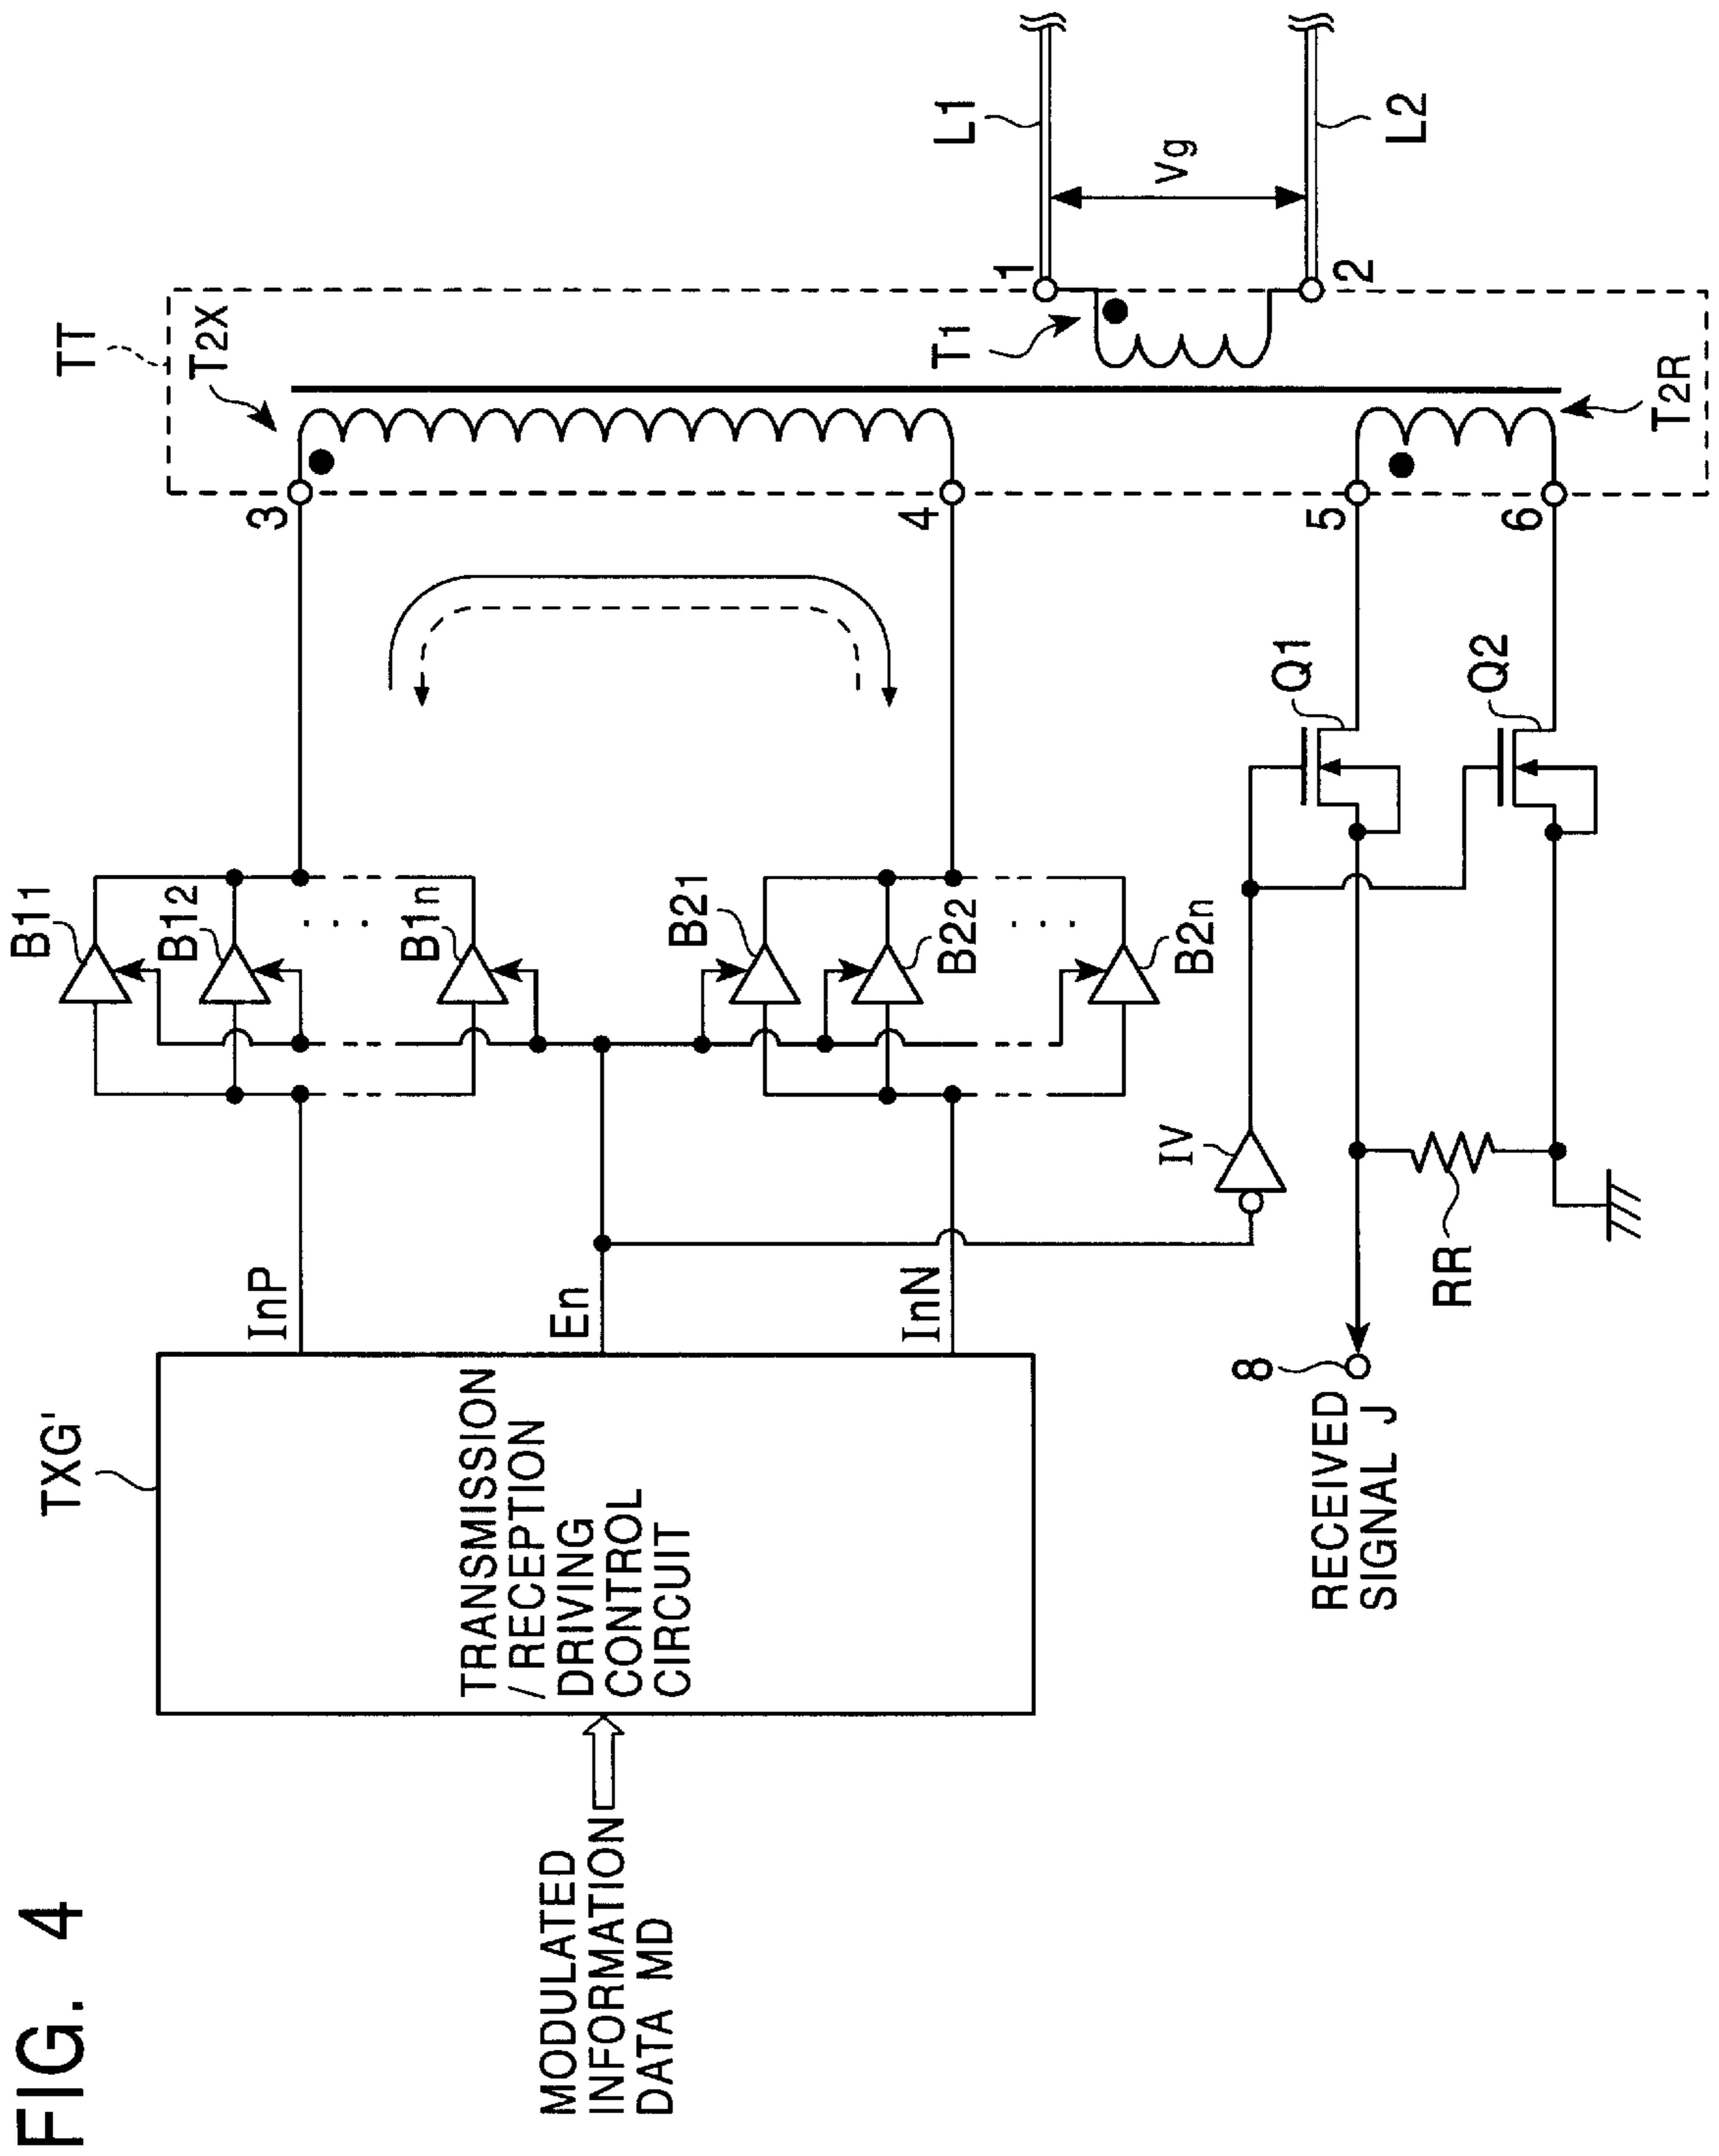 FIG. 4
MODULATED
INFORMATION
DATA MD
TXG'
TRANSMISSION
/RECEPTION
DRIVING
CONTROL
CIRCUIT
InP
En
InN
B11
B12
. . .
B1n
B21
B22
. . .
B2n
IV
RECEIVED
SIGNAL J
8
RR
Q1
Q2
3
4
5
6
TT
T2X
T1
T2R
1
2
L1
Vg
L2